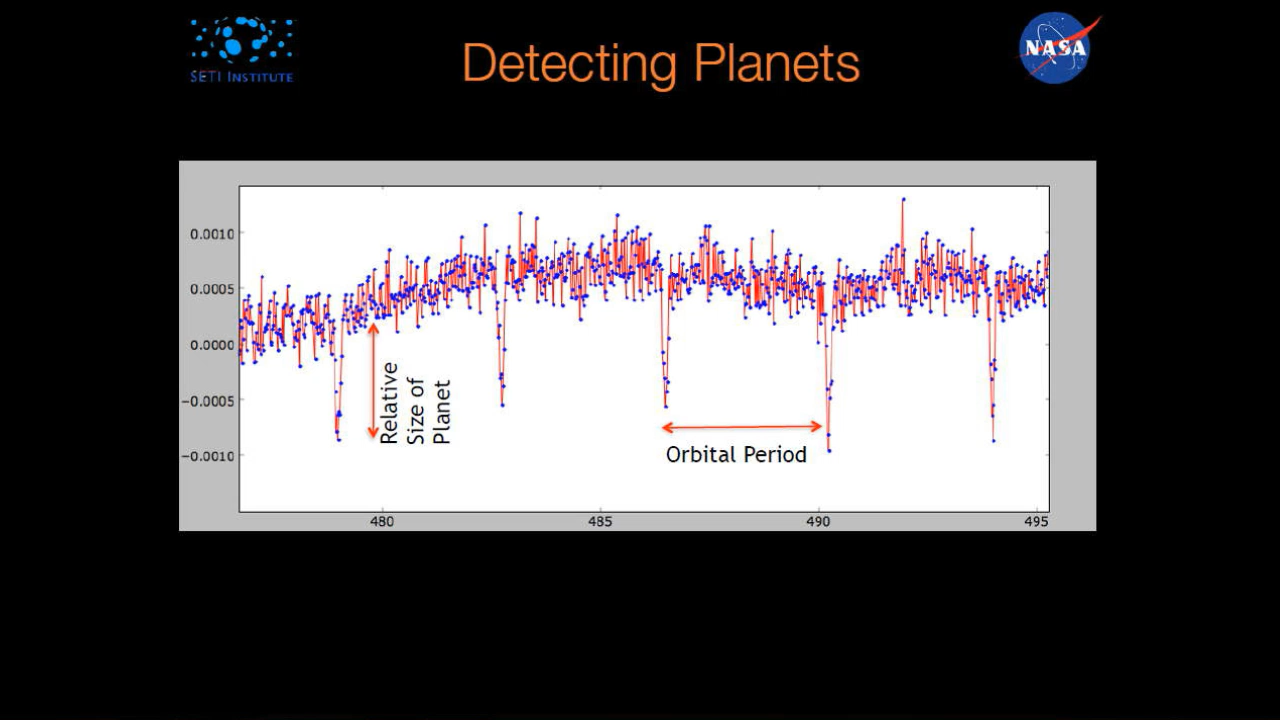 SETI INSTITUTE
Detecting Planets
NASA
0.0010
0.0005
0.0000
−0.0005
−0.0010
Relative
Size of
Planet
Orbital Period
480
485
490
495